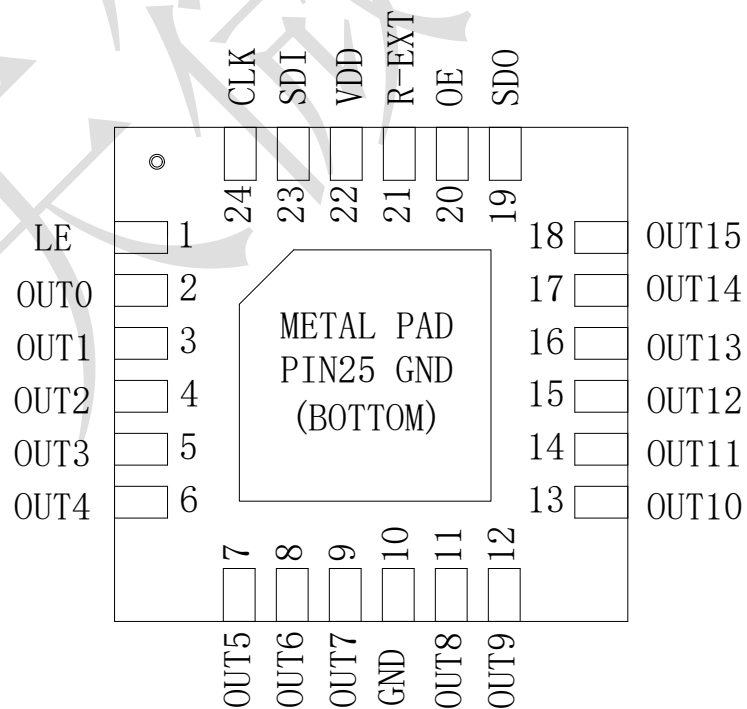 CLK SDI VDD R-EXT OE SDO
24 23 22 21 20 19
LE 1
OUT0 2
OUT1 3
OUT2 4
OUT3 5
OUT4 6
METAL PAD
PIN25 GND
(BOTTOM)
18 OUT15
17 OUT14
16 OUT13
15 OUT12
14 OUT11
13 OUT10
7 8 9 10 11 12
OUT5 OUT6 OUT7 GND OUT8 OUT9